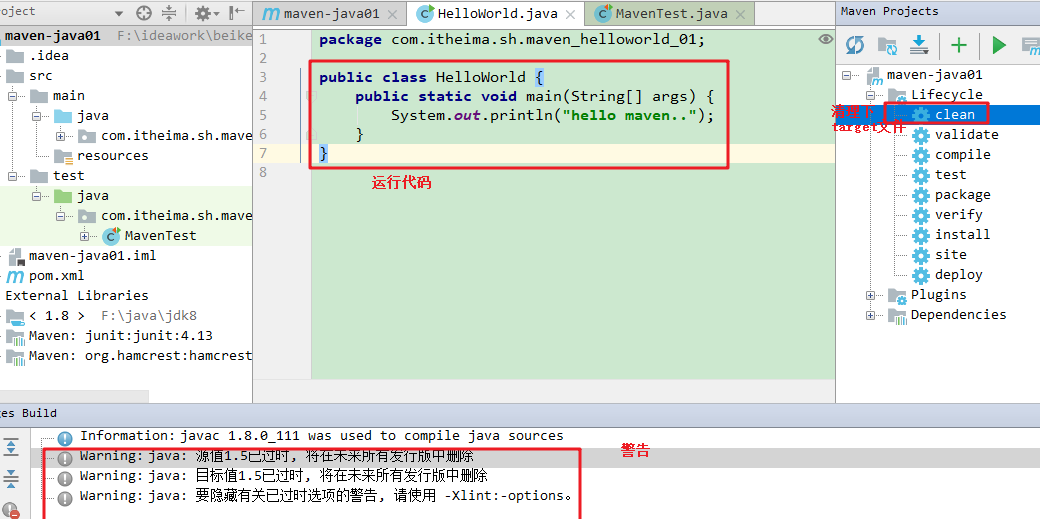 oject
maven-java01
HelloWorld.java
MavenTest.java
Maven Projects
maven-java01 F:\ideawork\beike
.idea
src
main
java
com.itheima.sh.mave
resources
test
java
com.itheima.sh.mave
MavenTest
maven-java01.iml
pom.xml
External Libraries
< 1.8 > F:\java\jdk8
Maven: junit:junit:4.13
Maven: org.hamcrest:hamcrest
1 package com.itheima.sh.maven_helloworld_01;
2
3 public class HelloWorld {
4 public static void main(String[] args) {
5 System.out.println("hello maven..");
6 }
7 }
8
运行代码
maven-java01
Lifecycle
clean
target文件
validate
compile
test
package
verify
install
site
deploy
Plugins
Dependencies
es Build
Information: javac 1.8.0_111 was used to compile java sources
Warning: java: 源值1.5已过时, 将在未来所有发行版中删除
Warning: java: 目标值1.5已过时, 将在未来所有发行版中删除
Warning: java: 要隐藏有关已过时选项的警告, 请使用 -Xlint:-options。
警告